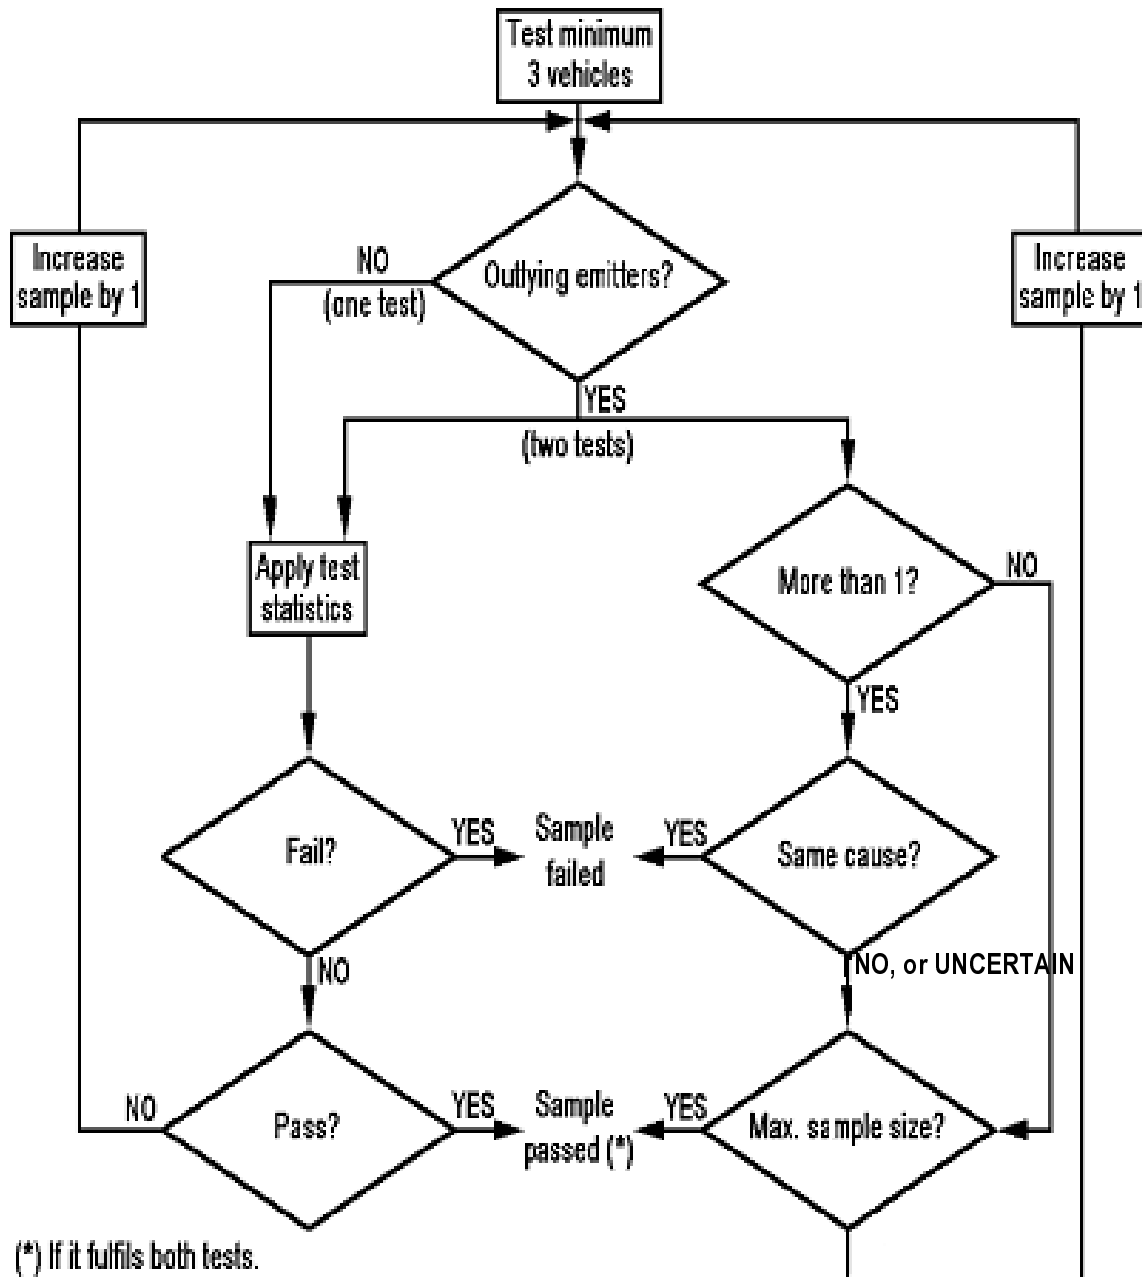 Test minimum
3 vehicles
Increase
sample by 1
NO
(one test)
Outlying emitters?
Increase
sample by 1
YES
(two tests)
Apply test
statistics
More than 1?
NO
YES
Fail?
YES
Sample
failed
YES
Same cause?
NO
NO, or UNCERTAIN
NO
Pass?
YES
Sample
passed (*)
YES
Max. sample size?
(*) If it fulfils both tests.